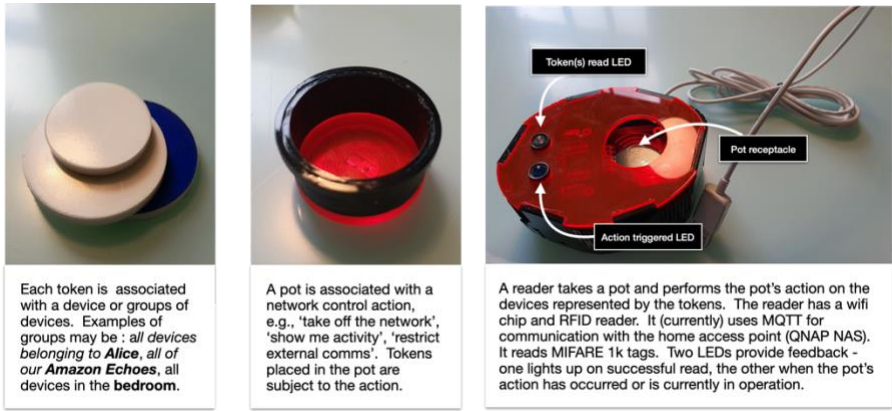 Token(s) read LED
Pot receptacle
Action triggered LED
Each token is associated
with a device or groups of
devices. Examples of
groups may be : all devices
belonging to Alice, all of
our Amazon Echoes, all
devices in the bedroom.
A pot is associated with a
network control action,
e.g., 'take off the network',
'show me activity', 'restrict
external comms'. Tokens
placed in the pot are
subject to the action.
A reader takes a pot and performs the pot's action on the
devices represented by the tokens. The reader has a wifi
chip and RFID reader. It (currently) uses MQTT for
communication with the home access point (QNAP NAS).
It reads MIFARE 1k tags. Two LEDs provide feedback -
one lights up on successful read, the other when the pot's
action has occurred or is currently in operation.